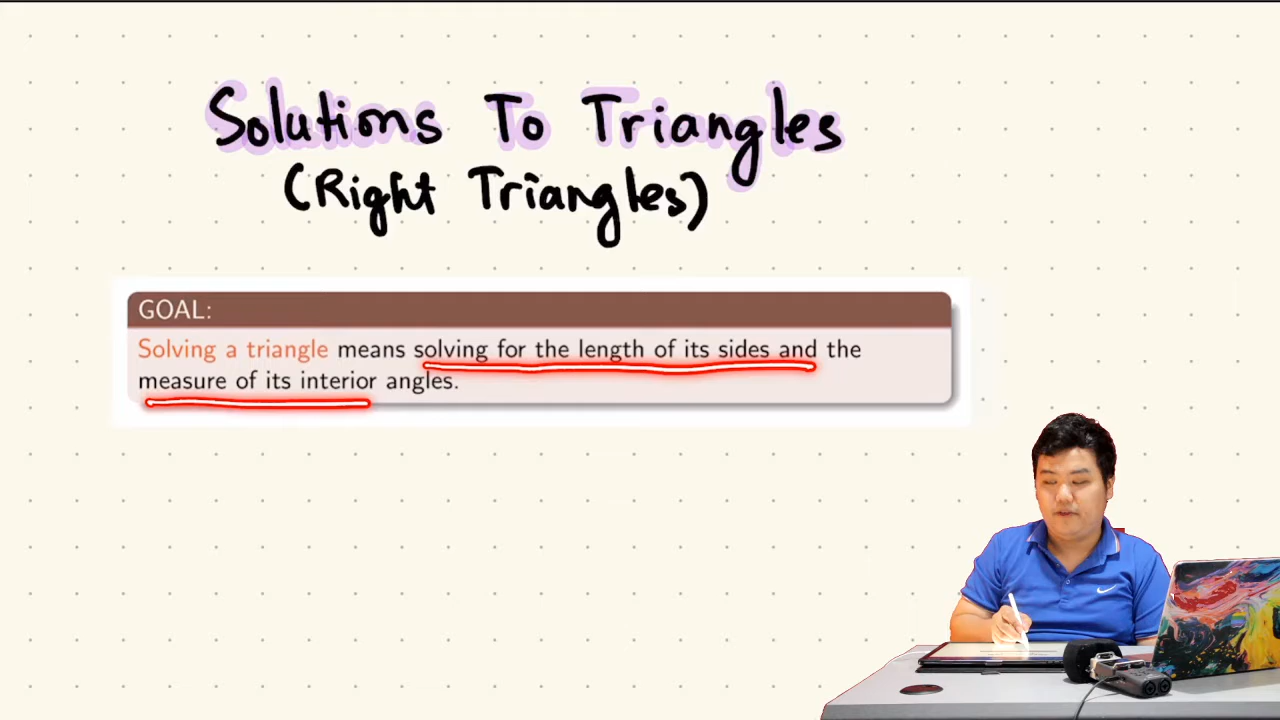 Solutions To Triangles
(Right Triangles)
GOAL:
Solving a triangle means solving for the length of its sides and the
measure of its interior angles.